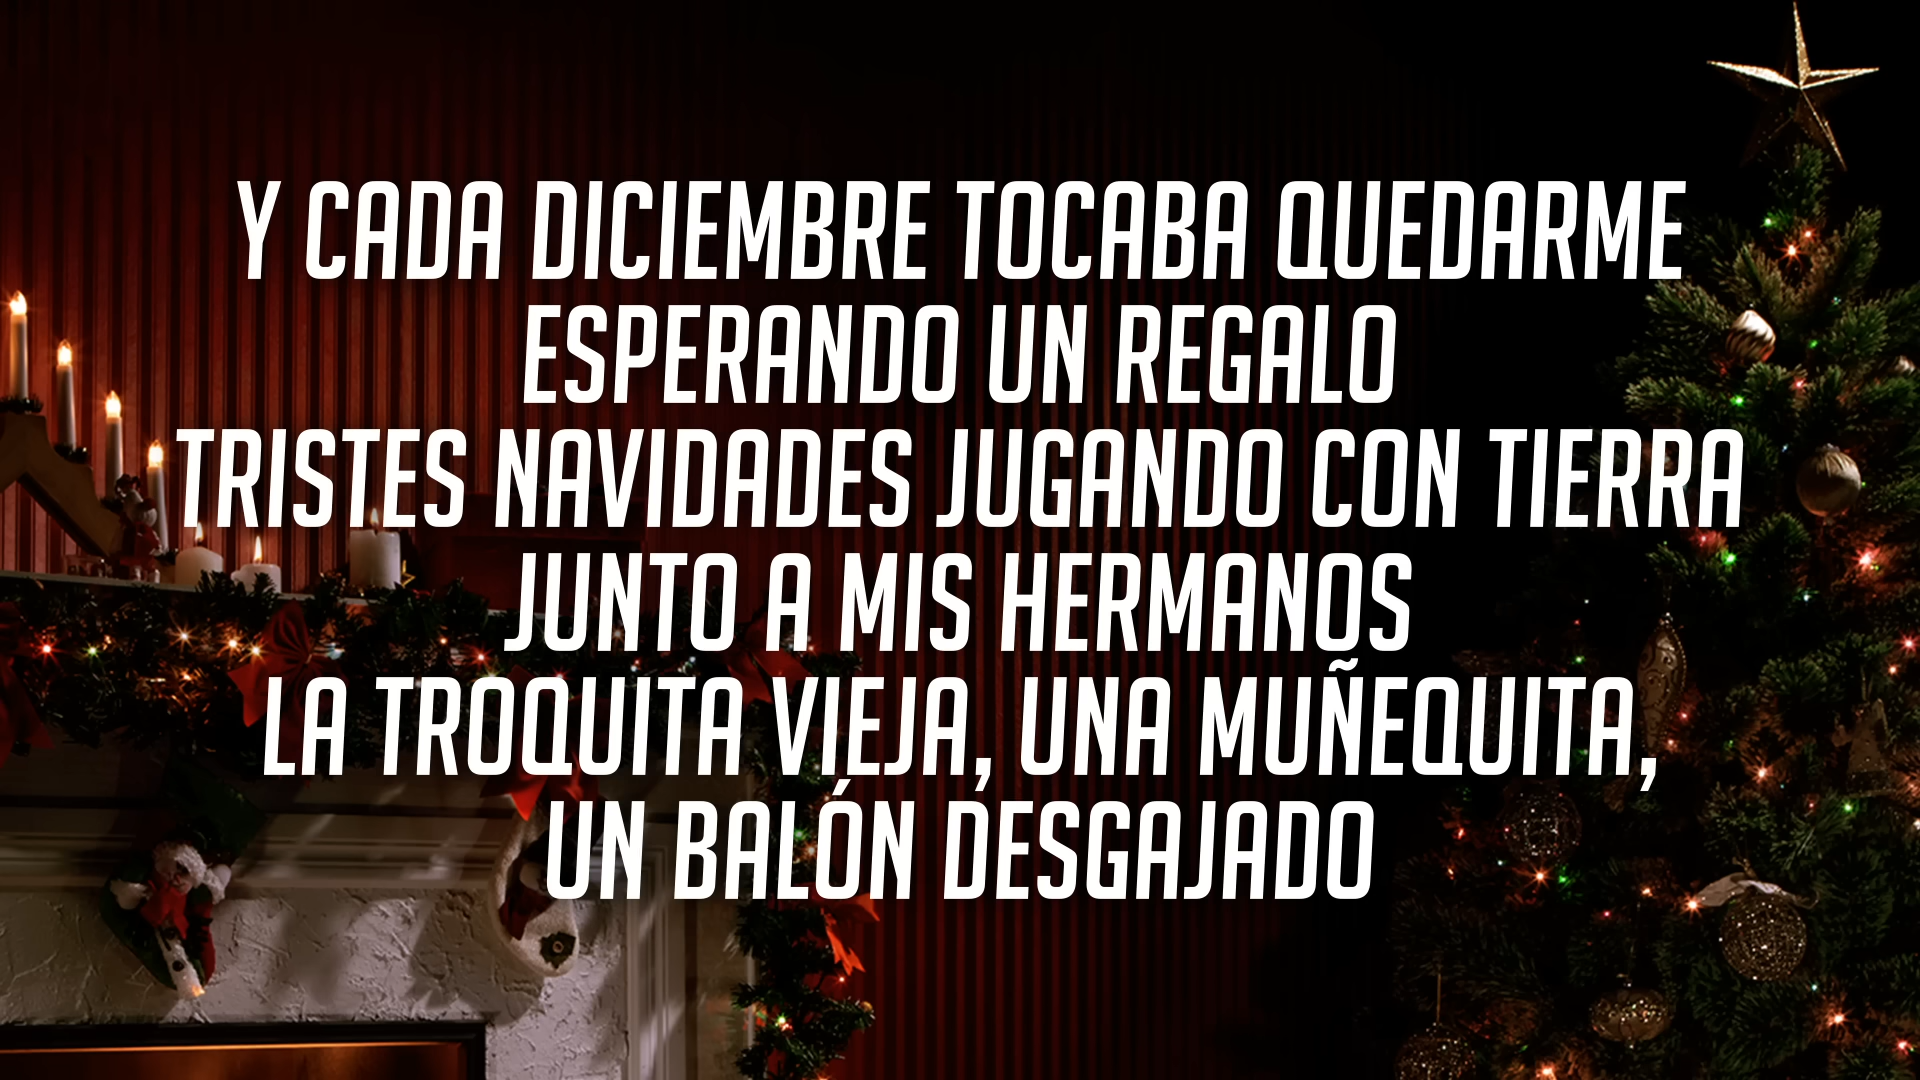 Y CADA DICIEMBRE TOCABA QUEDARME
ESPERANDO UN REGALO
TRISTES NAVIDADES JUGANDO CON TIERRA
JUNTO A MIS HERMANOS
LA TROQUITA VIEJA, UNA MUÑEQUITA,
UN BALÓN DESGAJADO